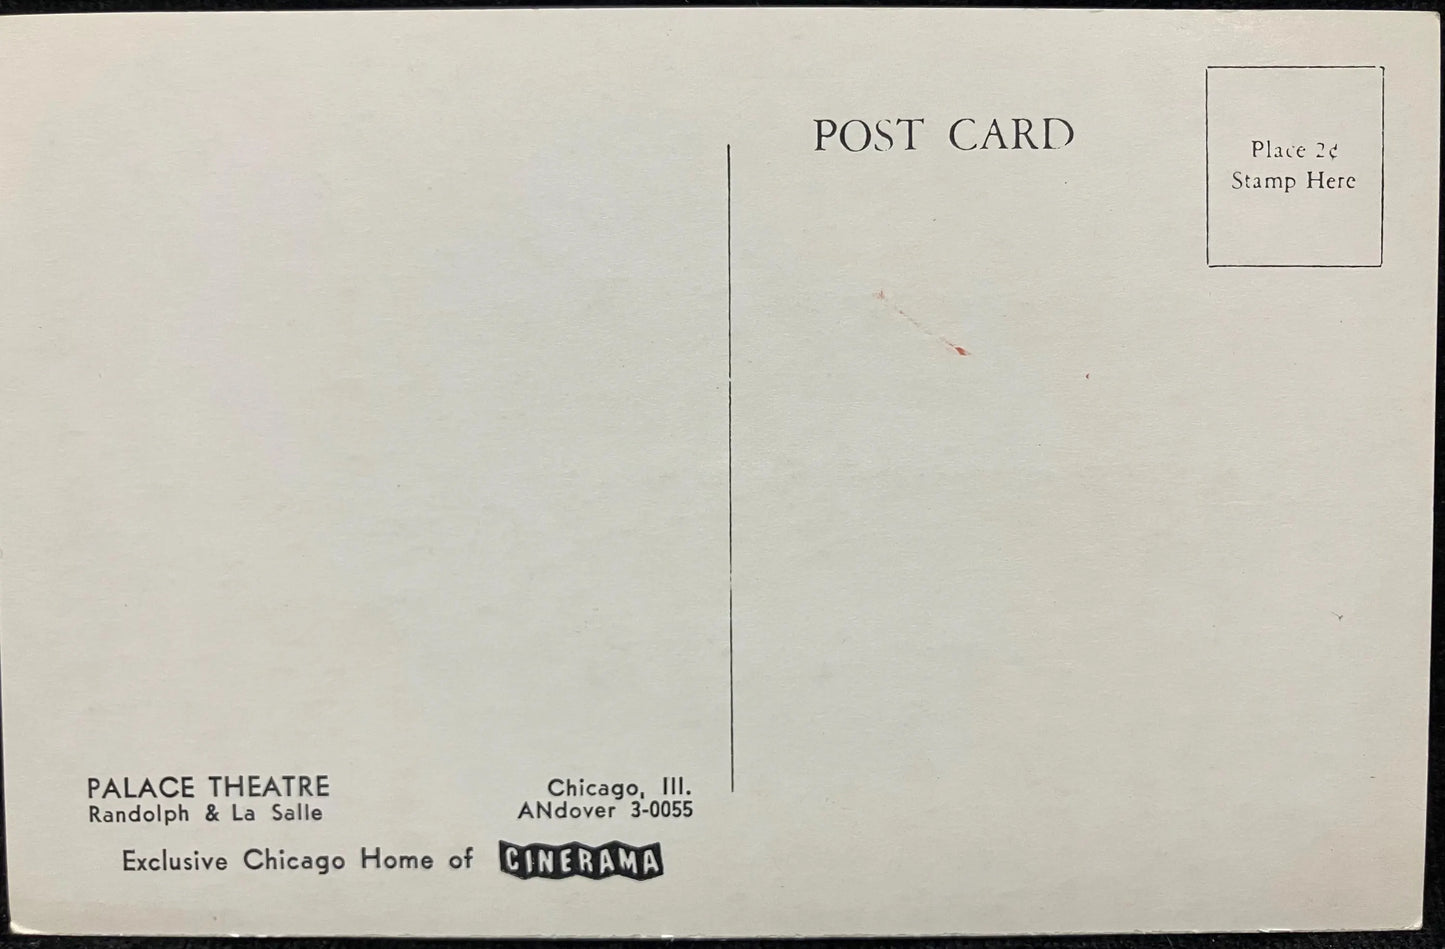 POST CARD
Place 2¢
Stamp Here
PALACE THEATRE
Randolph & La Salle
Chicago, Ill.
ANdover 3-0055
Exclusive Chicago Home of CINERAMA